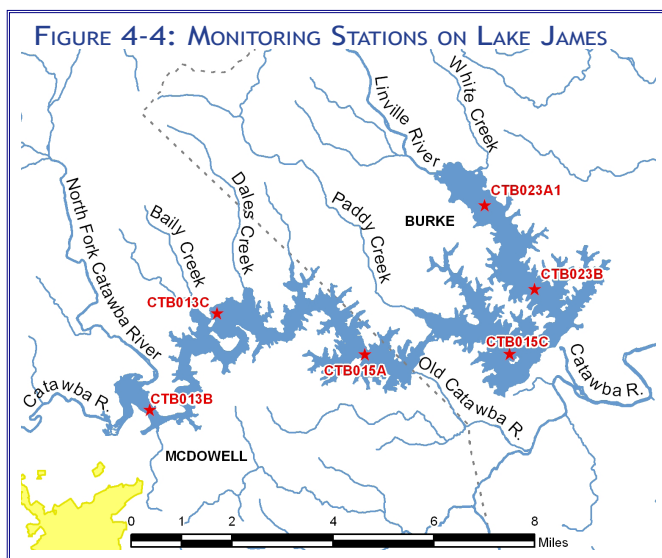 FIGURE 4-4: MONITORING STATIONS ON LAKE JAMES
Linville River
White Creek
North Fork Catawba River
Baily Creek
Dales Creek
Paddy Creek
CTB023A1
BURKE
CTB023B
CTB013C
CTB015C
CTB015A
Old Catawba R.
Catawba R.
Catawba R.
CTB013B
MCDOWELL
0 1 2 4 6 8
Miles